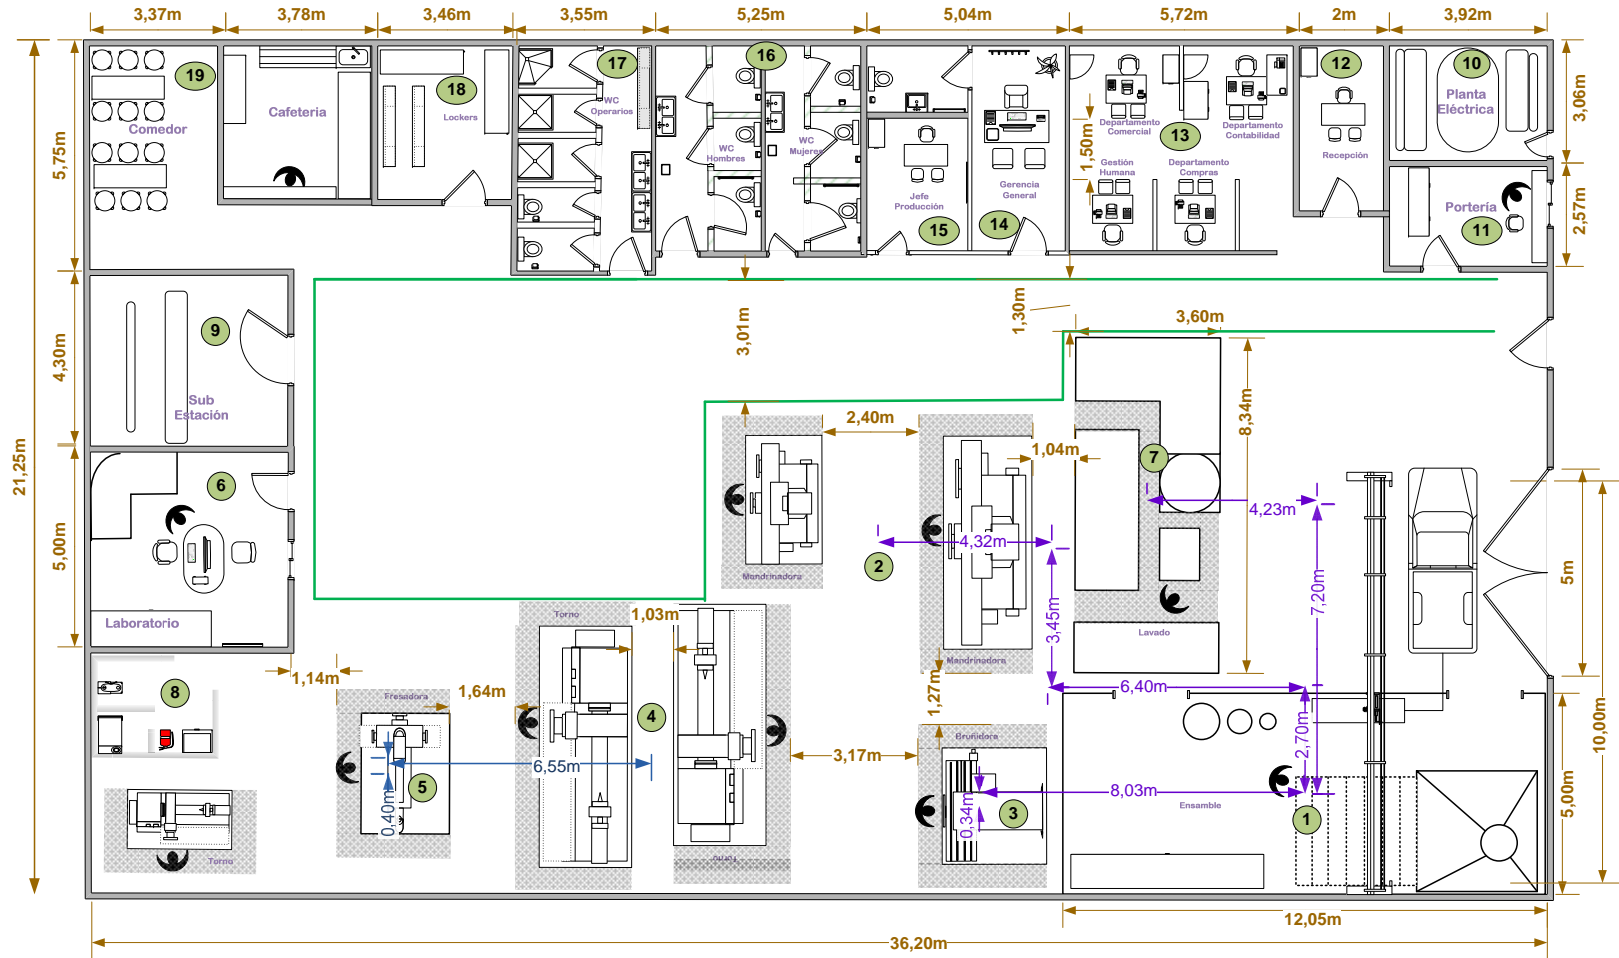 3,37m
3,78m
3,46m
3,55m
5,25m
5,04m
5,72m
2m
3,92m
19
Comedor
Cafeteria
18
Lockers
17
WC
Operarios
16
WC
Hombres
WC
Mujeres
15
Jefe
Producción
14
Gerencia
General
13
Departamento
Comercial
Departamento
Contabilidad
Gestión
Humana
Departamento
Compras
1,50m
12
Recepción
10
Planta
Eléctrica
Portería
11
3,06m
2,57m
5,75m
4,30m
5,00m
21,25m
9
Sub
Estación
6
Laboratorio
8
Torno
3,01m
1,30m
3,60m
8,34m
2,40m
1,04m
7
4,23m
4,32m
2
Mandrinadora
Mandrinadora
3,45m
7,20m
Lavado
5m
10,00m
1,14m
Fresadora
1,64m
5
0,40m
6,55m
Torno
1,03m
4
Torno
3,17m
1,27m
6,40m
2,70m
Bruñidora
0,34m
3
8,03m
Ensamble
1
5,00m
12,05m
36,20m